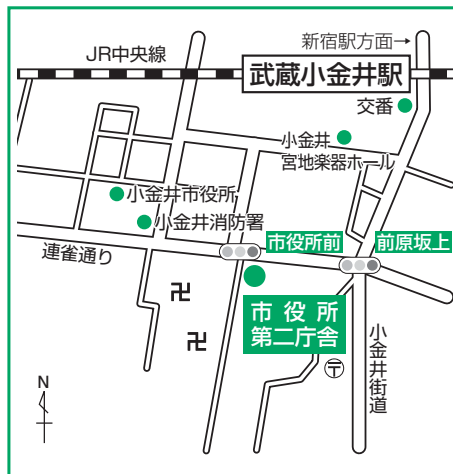 新宿駅方面→
JR中央線
武蔵小金井駅
交番
小金井
宮地楽器ホール
小金井市役所
小金井消防署
市役所前
前原坂上
連雀通り
市役所
第二庁舎
小金井街道
N